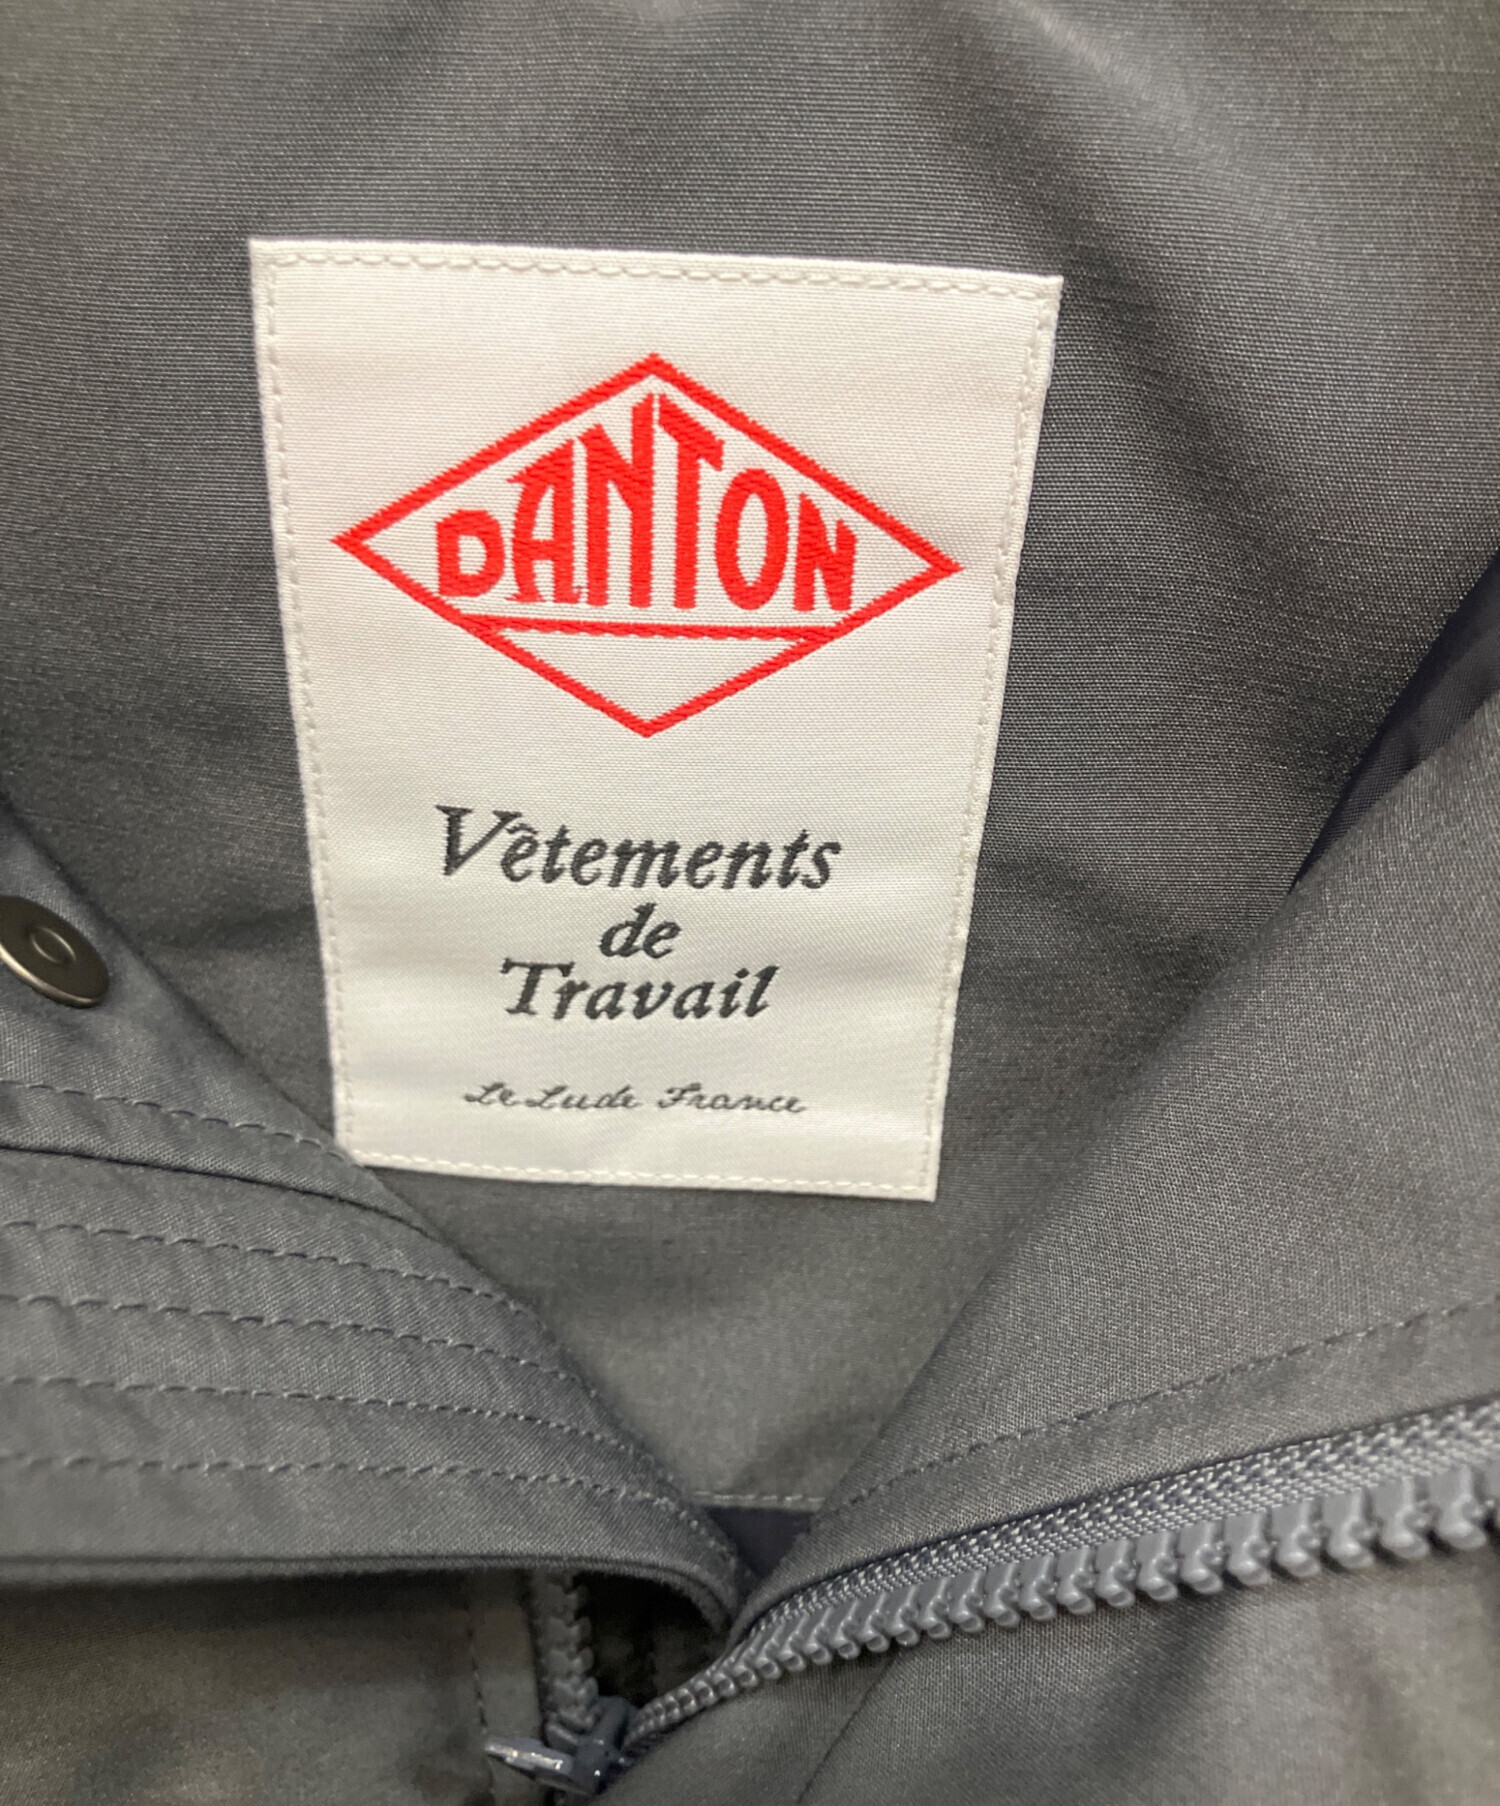 DANTON
Vêtements
de
Travail
Le Lude France